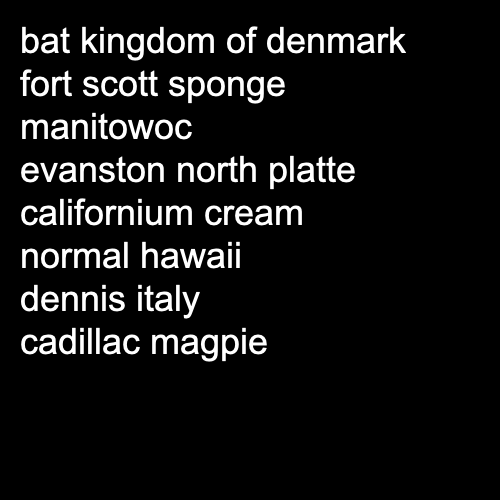 bat kingdom of denmark
fort scott sponge
manitowoc
evanston north platte
californium cream
normal hawaii
dennis italy
cadillac magpie